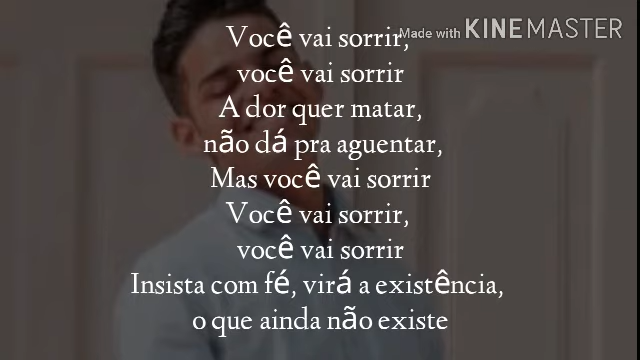 Você vai sorrir,
Made with KINEMASTER
você vai sorrir
A dor quer matar,
não dá pra aguentar,
Mas você vai sorrir
Você vai sorrir,
você vai sorrir
Insista com fé, virá a existência,
o que ainda não existe